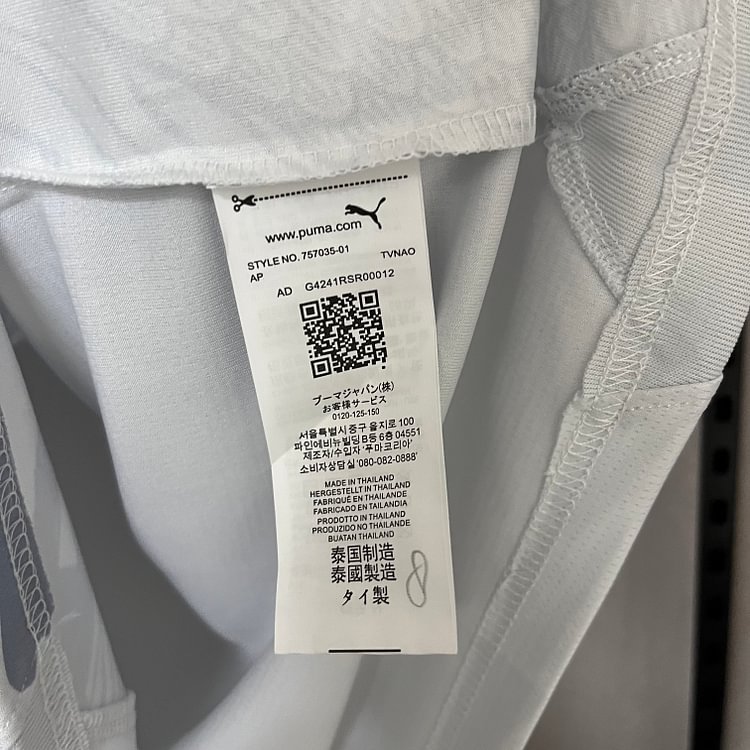 www.puma.com
STYLE NO. 757035-01
AP TVNAO
AD G4241RSR00012
プーマジャパン(株)
お客様サービス
0120-125-150
서울특별시 중구 을지로 100
파인에비뉴빌딩 B동 6층 04551
제조자/수입자 '푸마코리아'
소비자상담실 '080-082-0888'
MADE IN THAILAND
HERGESTELLT IN THAILAND
FABRIQUÉ EN THAILANDE
FABRICADO EN TAILANDIA
PRODOTTO IN THAILANDIA
PRODUZIDO NO THAILANDE
BUATAN THAILAND
泰国制造
泰國製造
タイ製
8